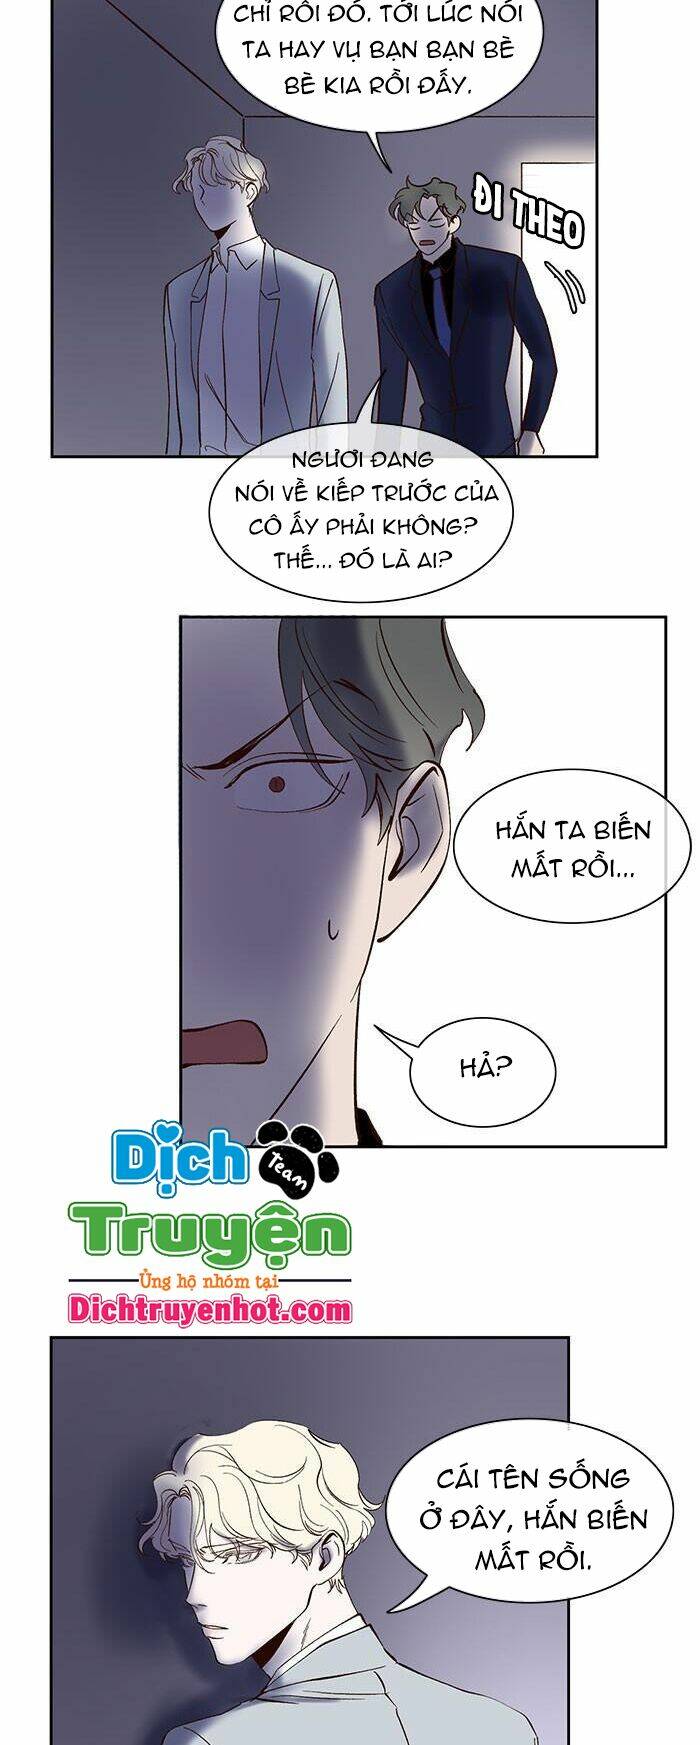 CHỈ RỒI ĐÓ. TỚI LÚC NÓI
TA HAY VỤ BẠN BẠN BÈ
BÈ KIA RỒI ĐẤY.
ĐI THEO
NGƯƠI ĐANG
NÓI VỀ KIẾP TRƯỚC CỦA
CÔ ẤY PHẢI KHÔNG?
THẾ... ĐÓ LÀ AI?
HẮN TA BIẾN
MẤT RỒI...
HẢ?
Dịch
Team
Truyện
Ủng hộ nhóm tại
Dichtruyenhot.com
CÁI TÊN SỐNG
Ở ĐÂY, HẮN BIẾN
MẤT RỒI.